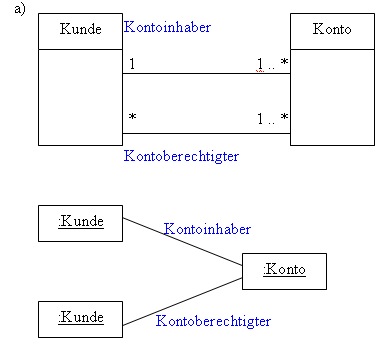 a)
Kunde
Kontoinhaber
Konto
1
1 .. *
*
1 .. *
Kontoberechtigter
:Kunde
Kontoinhaber
:Konto
:Kunde
Kontoberechtigter